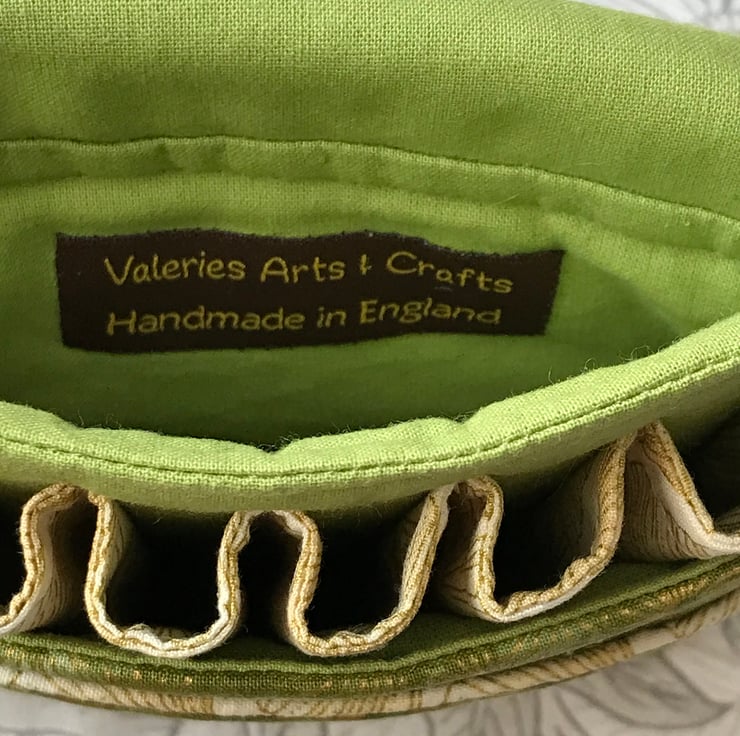 Valeries Arts & Crafts
Handmade in England